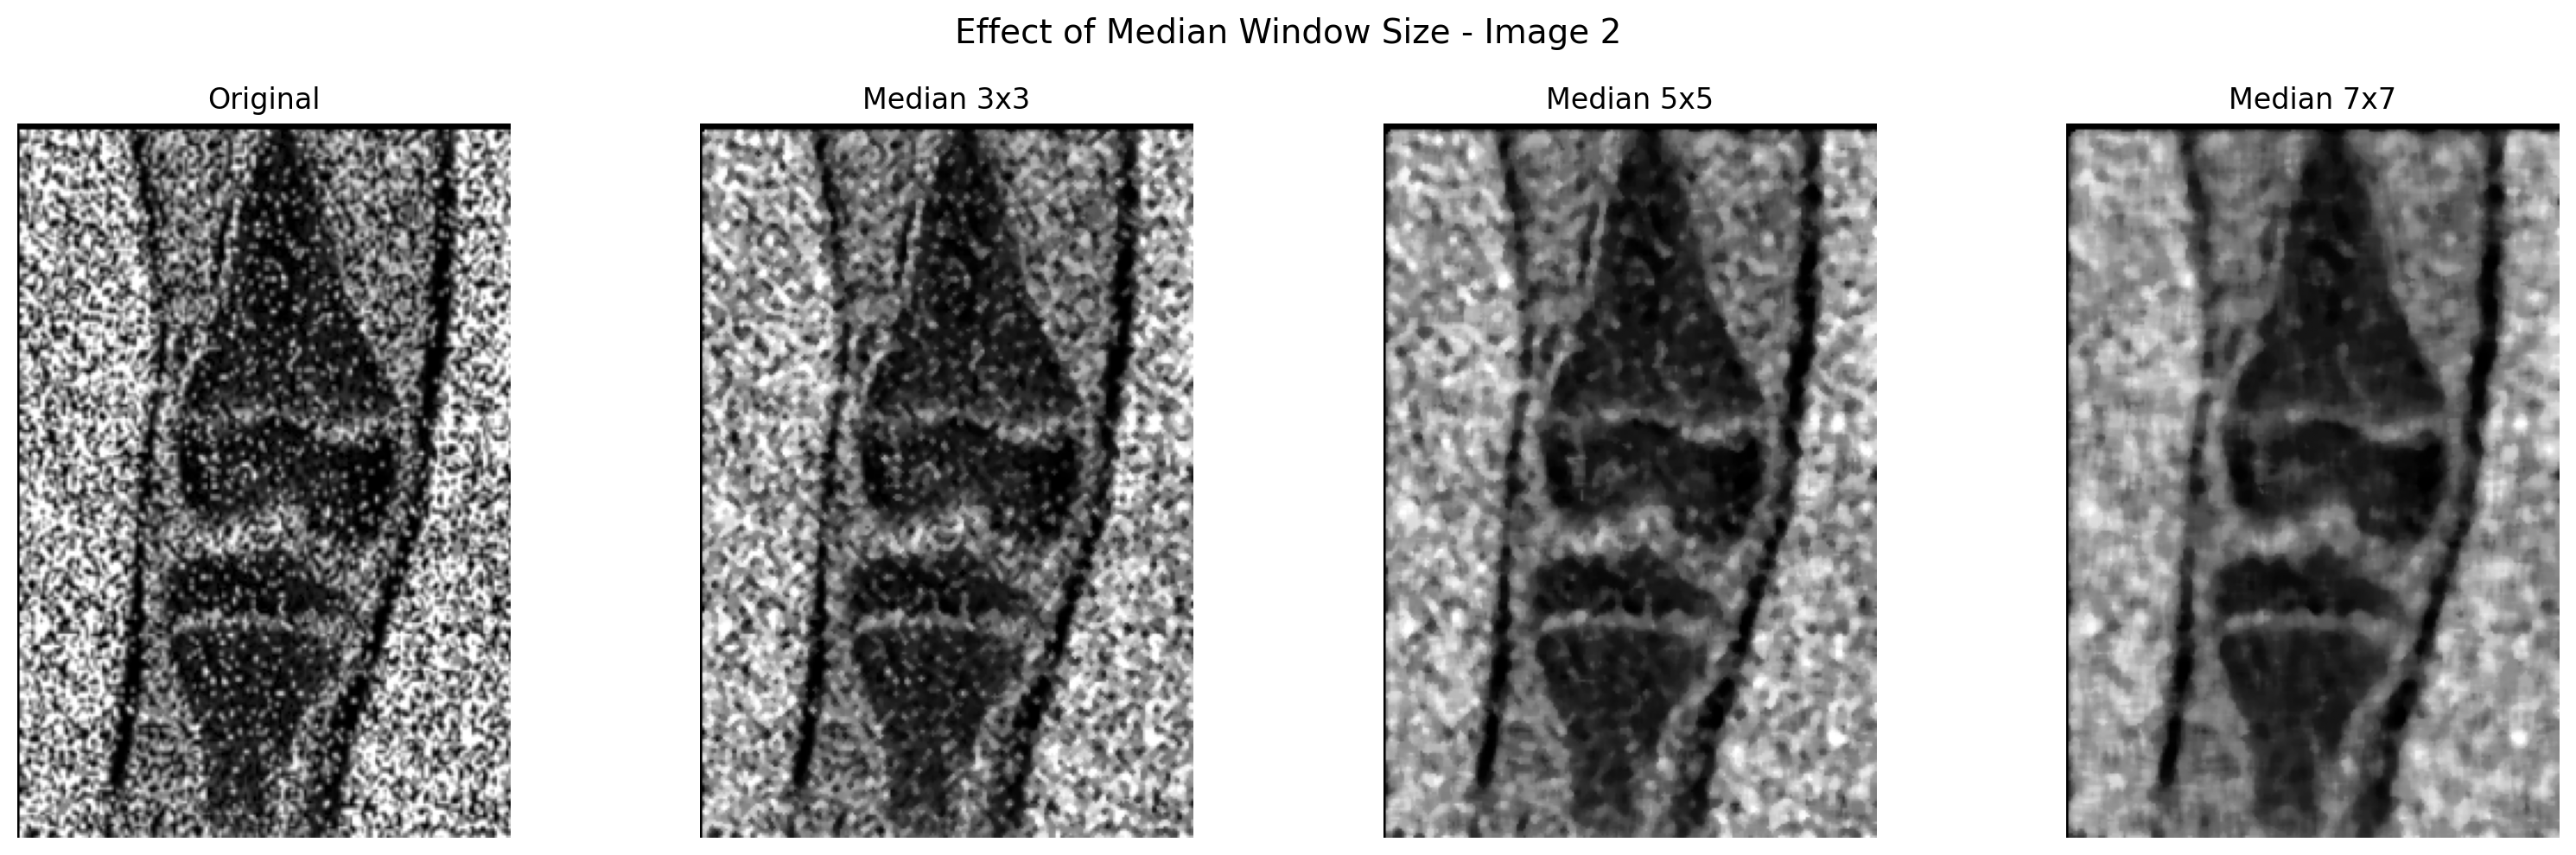 Effect of Median Window Size - Image 2
Original
Median 3x3
Median 5x5
Median 7x7